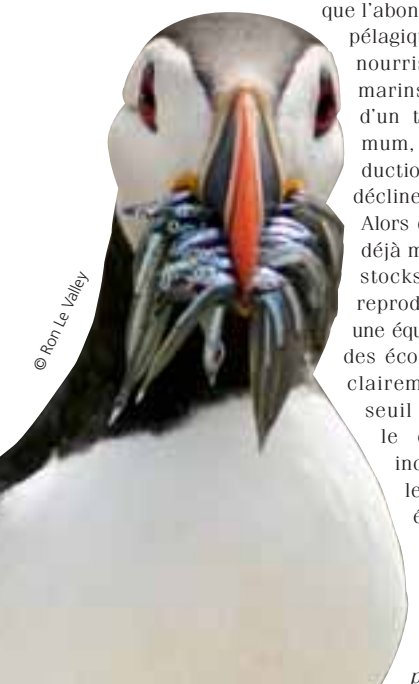 que l'abon
pélagiqu
nourris
marins
d'un t
mum,
ductio
décline
Alors
déjà m
stocks
reprod
une équ
des éco
clairem
seuil
le
inc
le
é
© Ron Le Valley
p